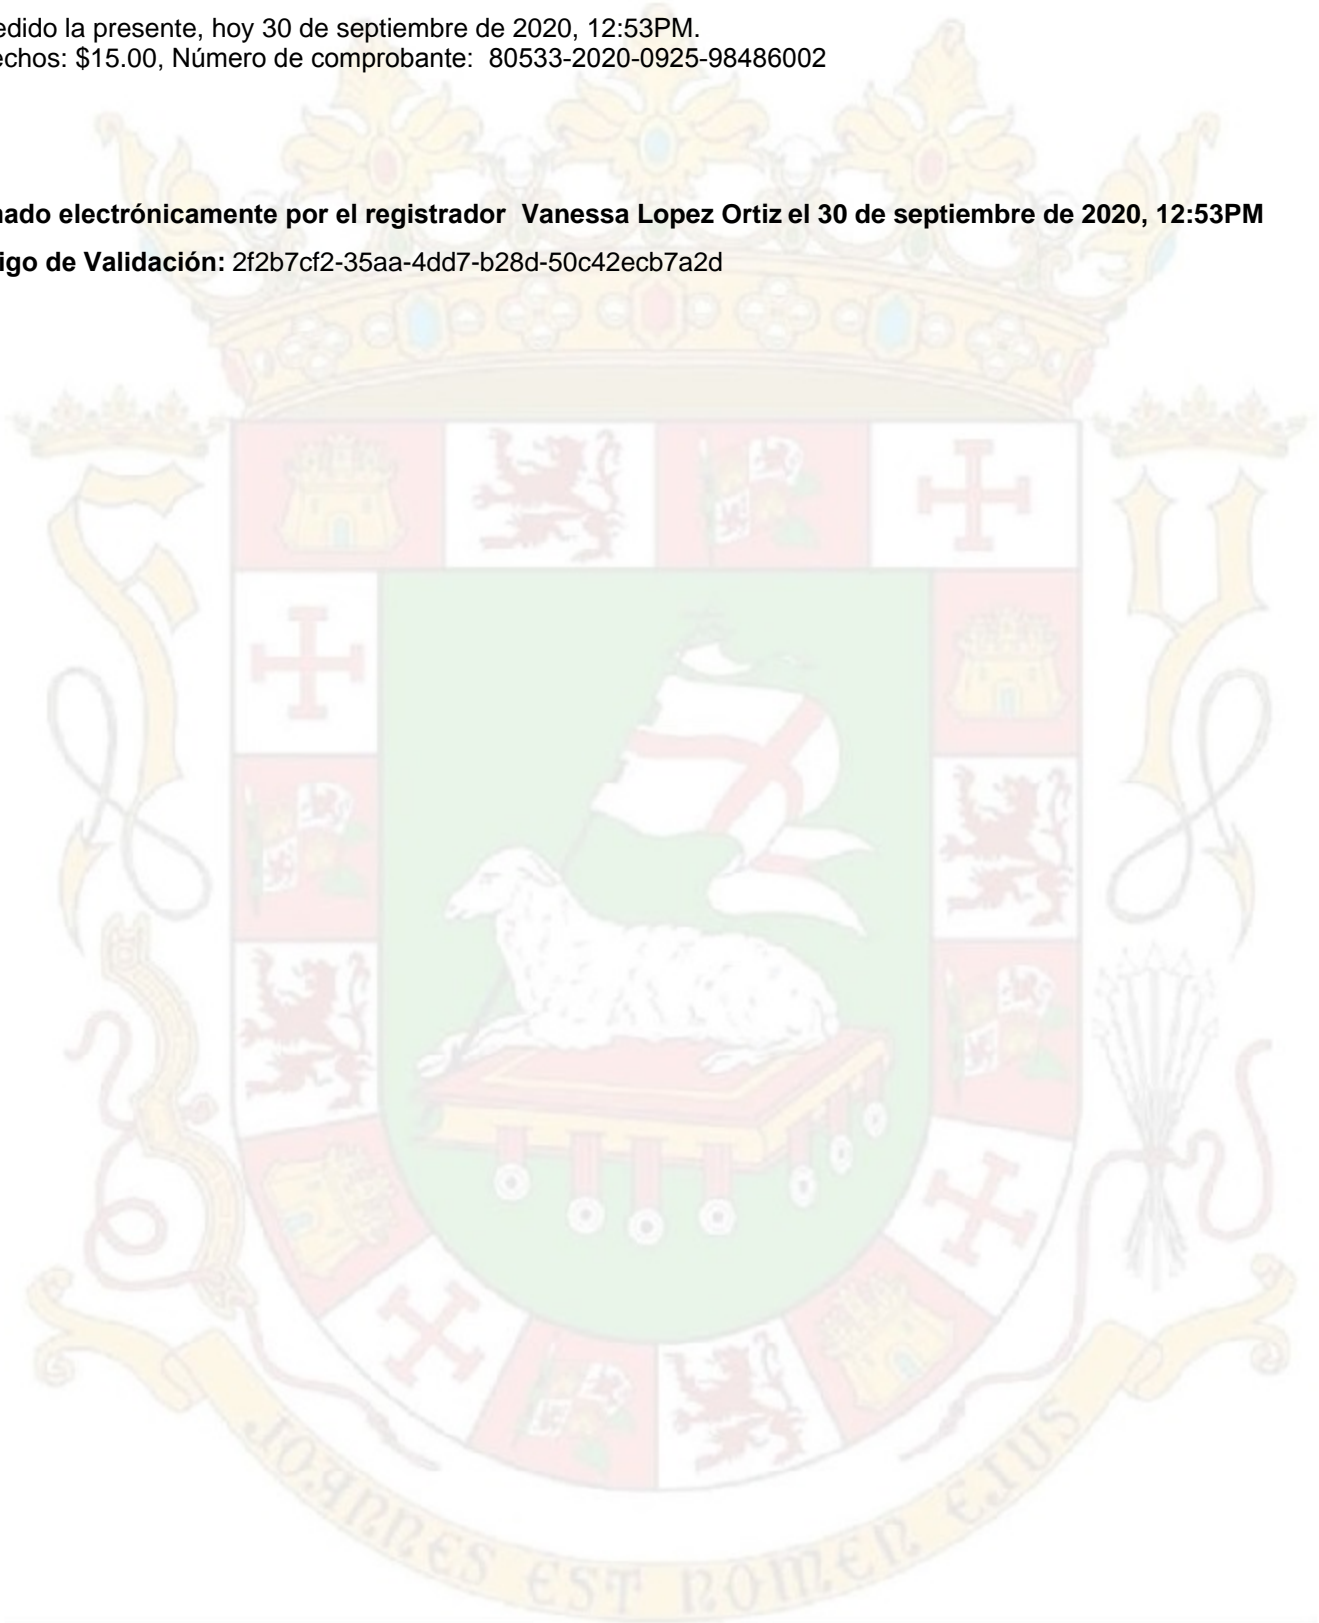 edido la presente, hoy 30 de septiembre de 2020, 12:53PM.
echos: $15.00, Número de comprobante: 80533-2020-0925-98486002
nado electrónicamente por el registrador Vanessa Lopez Ortiz el 30 de septiembre de 2020, 12:53PM
igo de Validación: 2f2b7cf2-35aa-4dd7-b28d-50c42ecb7a2d
F
Y
JOANNES EST NOMEN EJUS